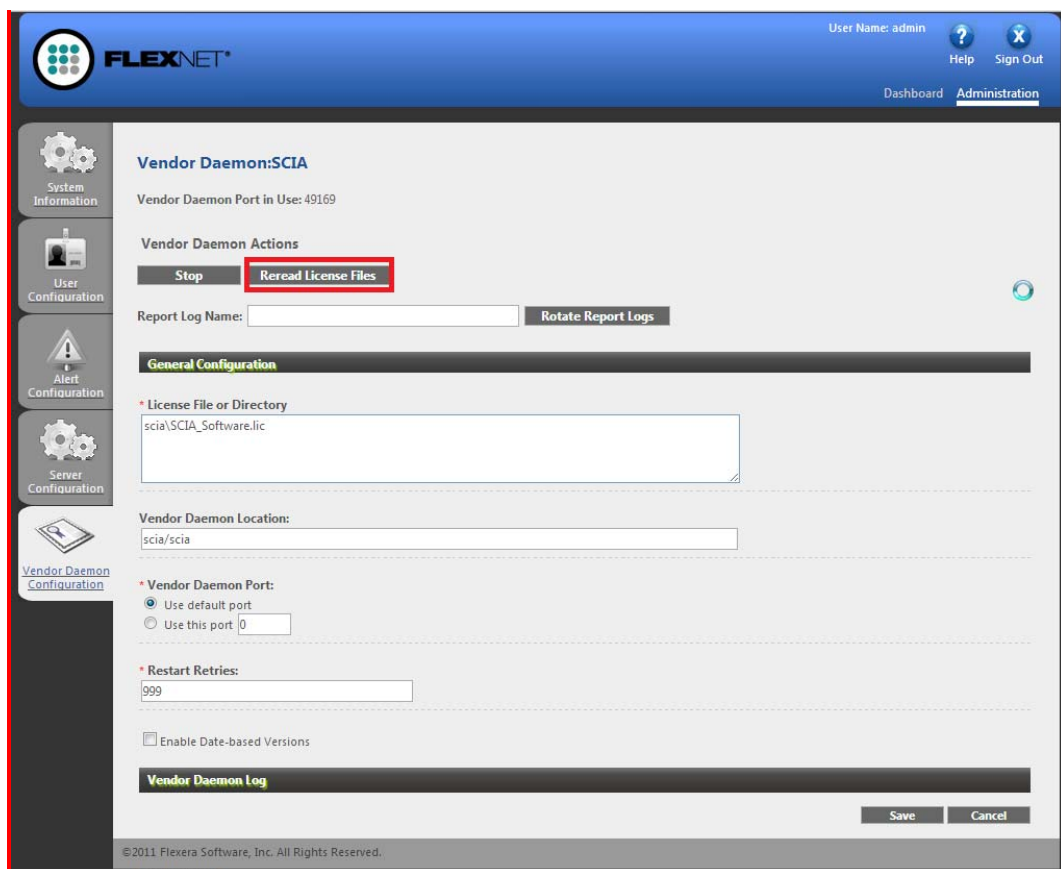 User Name: admin
?
X
Help
Sign Out
FLEXNET®
Dashboard
Administration
System
Information
User
Configuration
Alert
Configuration
Server
Configuration
Vendor Daemon
Configuration
Vendor Daemon:SCIA
Vendor Daemon Port in Use: 49169
Vendor Daemon Actions
Stop
Reread License Files
Report Log Name:
Rotate Report Logs
General Configuration
* License File or Directory
scia\SCIA_Software.lic
Vendor Daemon Location:
scia/scia
* Vendor Daemon Port:
Use default port
Use this port 0
* Restart Retries:
999
Enable Date-based Versions
Vendor Daemon Log
Save
Cancel
©2011 Flexera Software, Inc. All Rights Reserved.